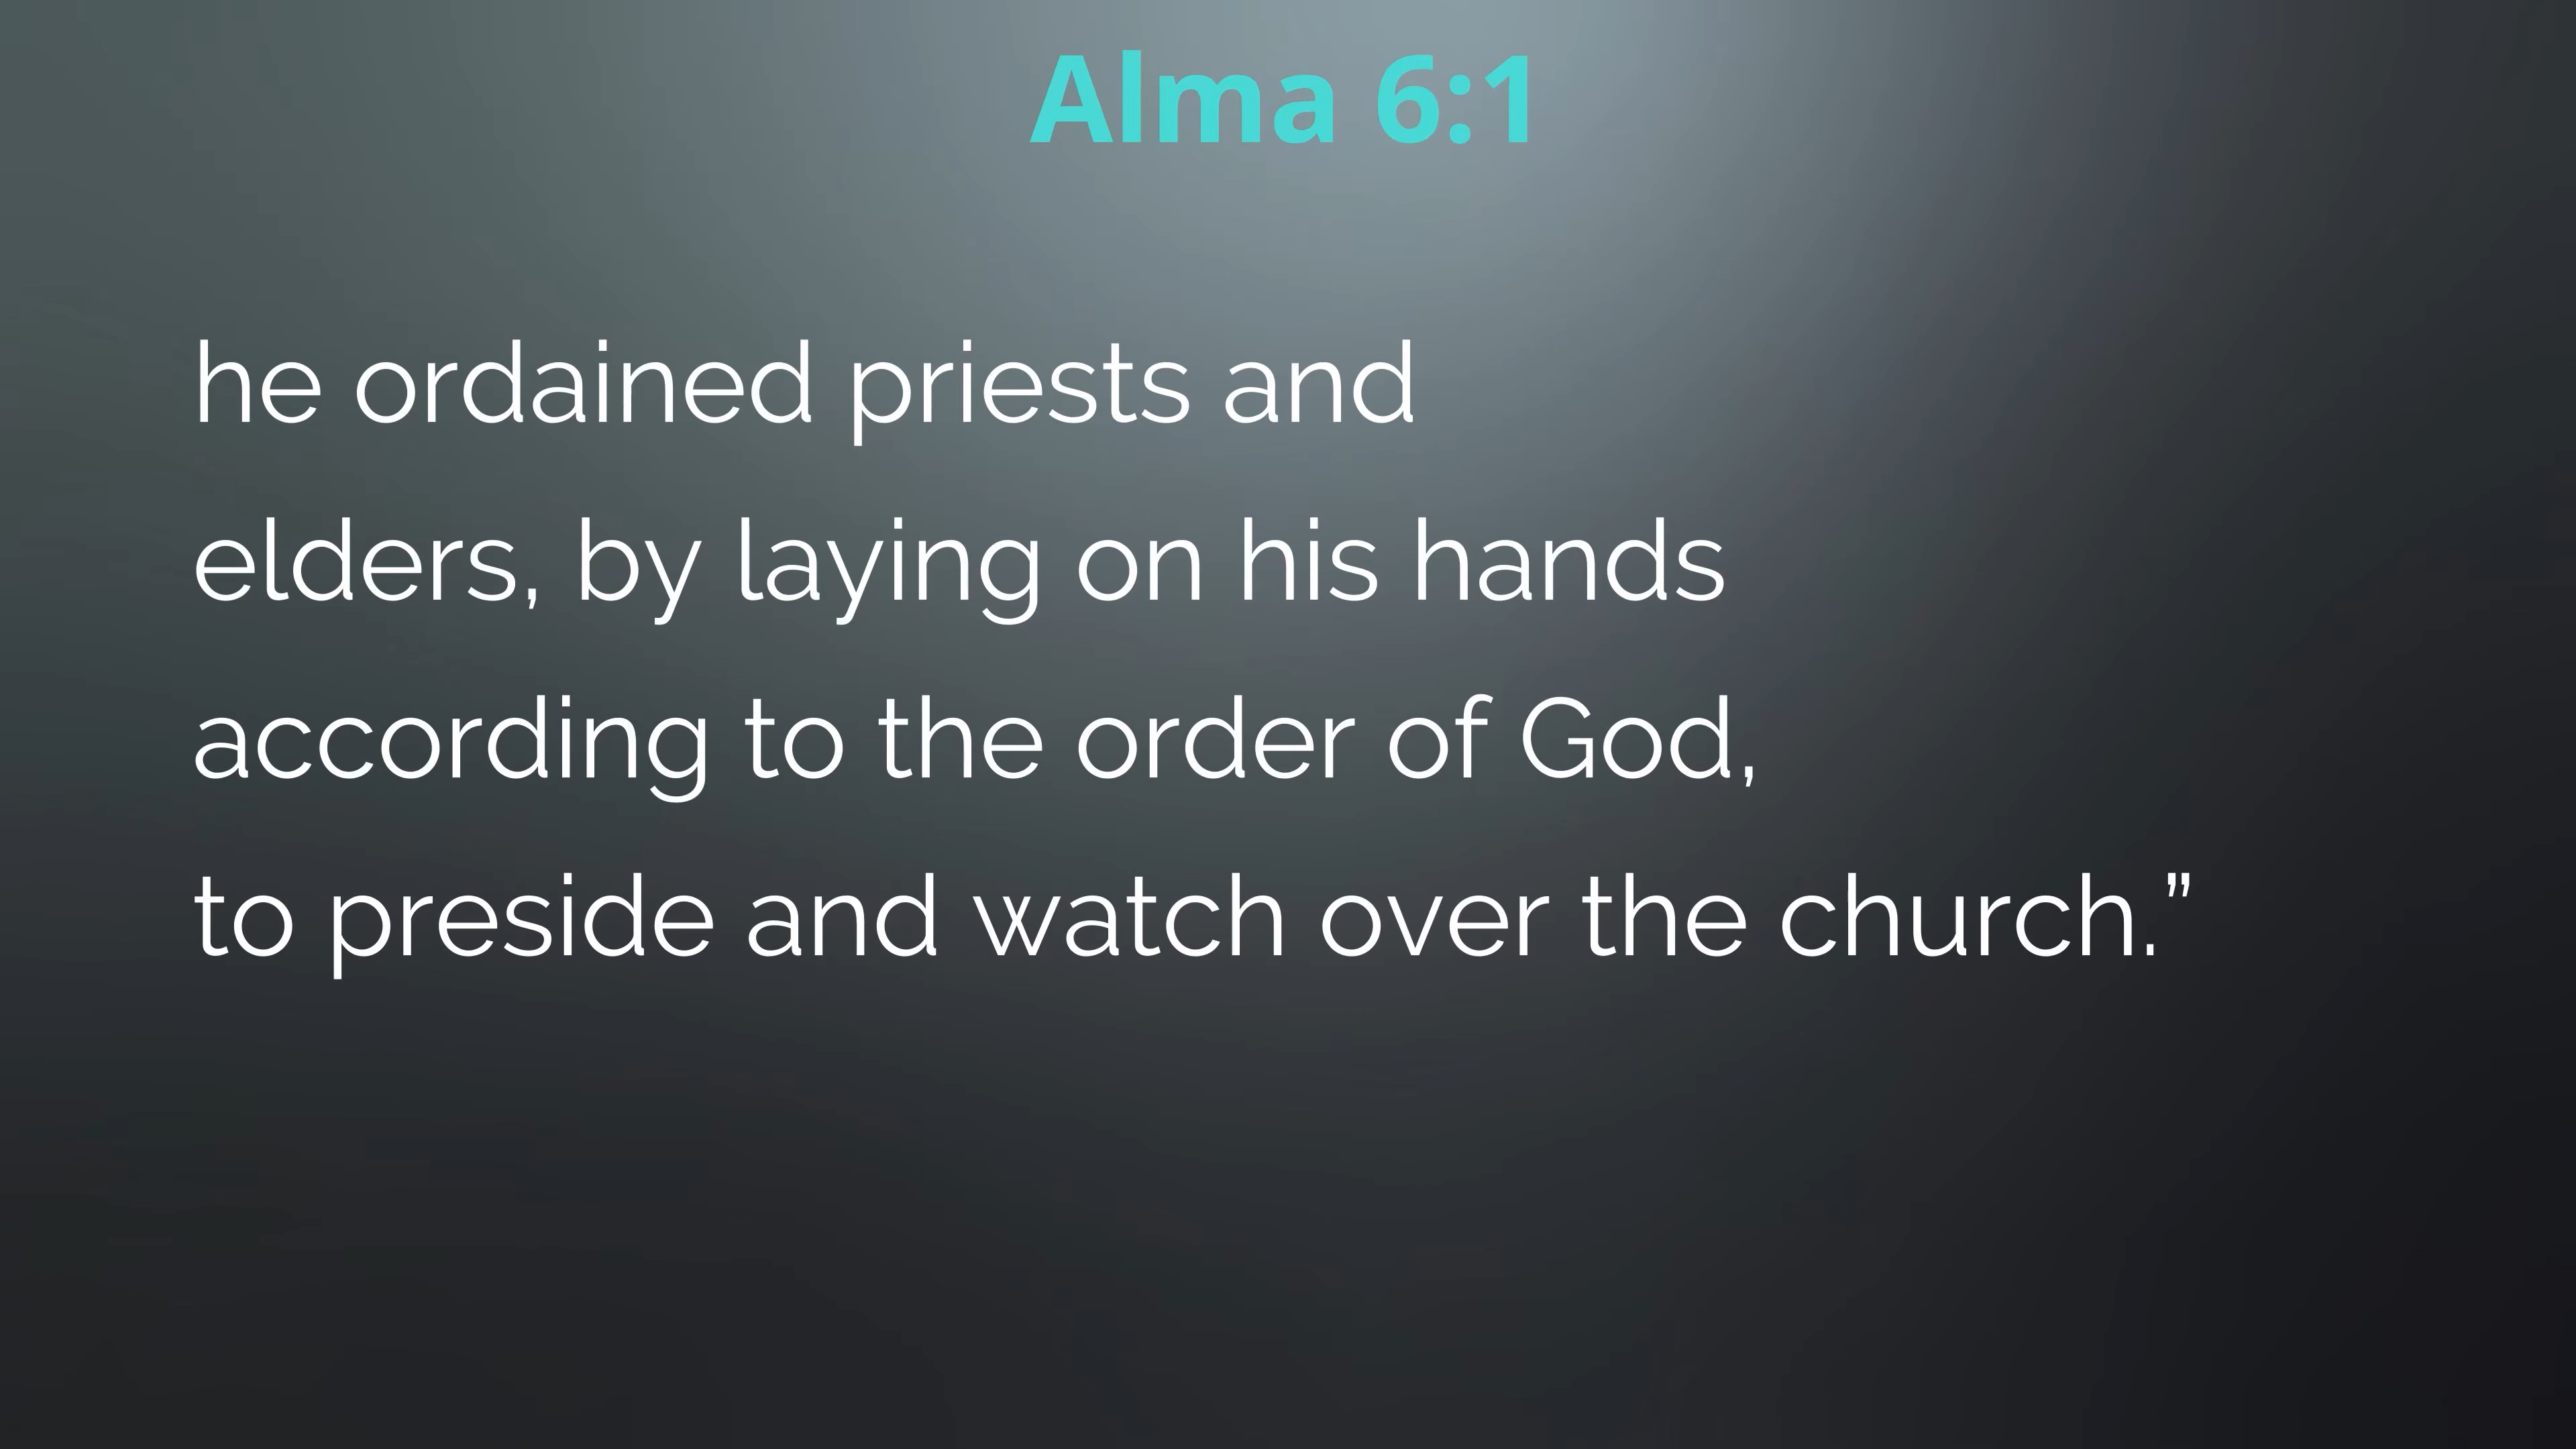 Alma 6:1
he ordained priests and
elders, by laying on his hands
according to the order of God,
to preside and watch over the church.”